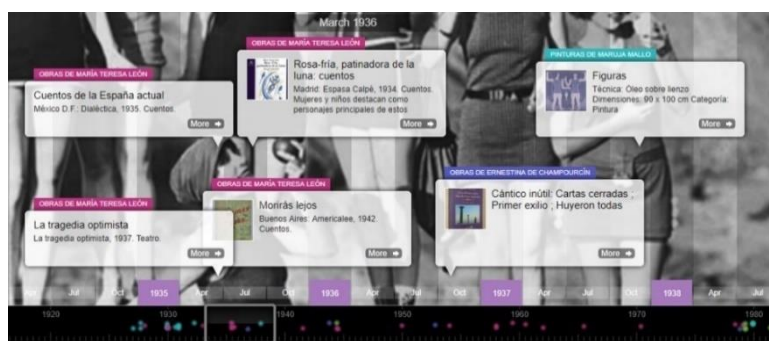 March 1936
OBRAS DE MARÍA TERESA LEÓN
Rosa-fría, patinadora de la
luna: cuentos
Madrid: Espasa Calpé, 1934. Cuentos.
Mujeres y niños destacan como
personajes principales de estos
More
PINTURAS DE MARUJA MALLO
Figuras
Técnica: Óleo sobre lienzo
Dimensiones: 90 x 100 cm Categoría:
Pintura
More
OBRAS DE MARÍA TERESA LEÓN
Cuentos de la España actual
México D.F.: Dialéctica, 1935. Cuentos.
More
OBRAS DE ERNESTINA DE CHAMPOURCÍN
Cántico inútil: Cartas cerradas ;
Primer exilio ; Huyeron todas
More
OBRAS DE MARÍA TERESA LEÓN
Morirás lejos
Buenos Aires: Americalee, 1942.
Cuentos.
More
OBRAS DE MARÍA TERESA LEÓN
La tragedia optimista
La tragedia optimista, 1937. Teatro.
More
Apr Jul Oct 1935 Apr Jul Oct 1936 Apr Jul Oct 1937 Apr Jul Oct 1938 Apr Jul
1920 1930 1940 1950 1960 1970 1980